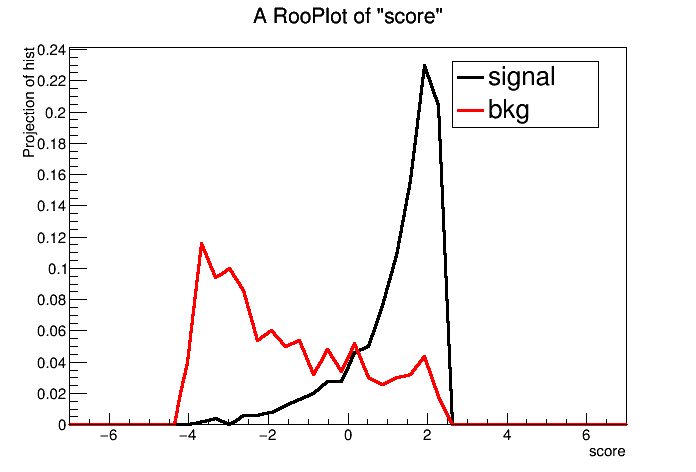 A RooPlot of "score"
Projection of hist
0.24
0.22
0.2
0.18
0.16
0.14
0.12
0.1
0.08
0.06
0.04
0.02
0
signal
bkg
−6 −4 −2 0 2 4 6
score